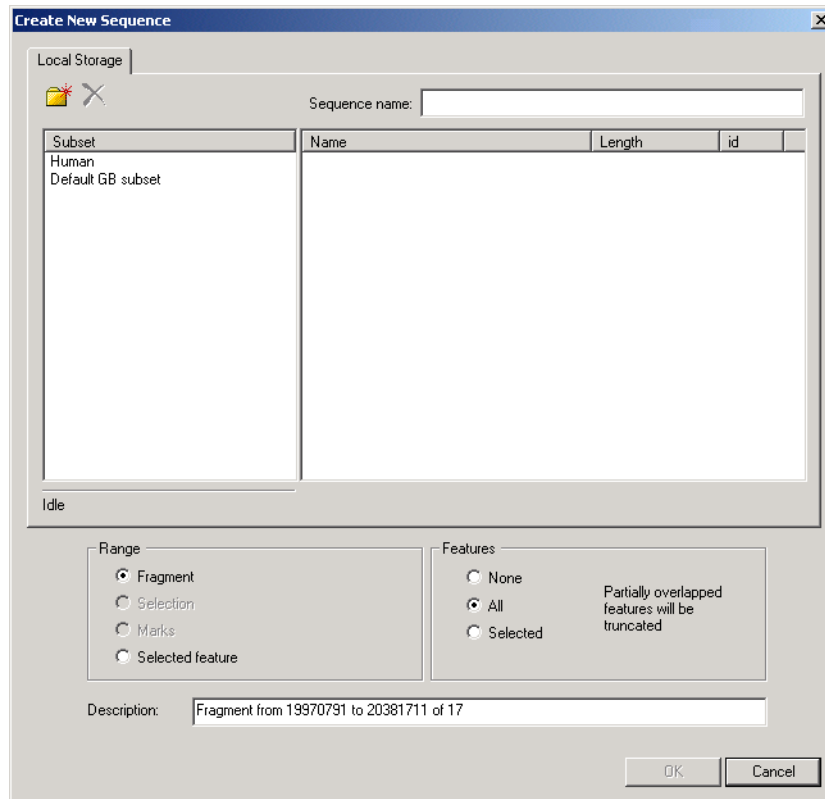 Create New Sequence
Local Storage
Sequence name:
Subset
Name
Length
id
Human
Default GB subset
Idle
Range
Fragment
Selection
Marks
Selected feature
Features
None
All
Selected
Partially overlapped
features will be
truncated
Description:
Fragment from 19970791 to 20381711 of 17
OK
Cancel